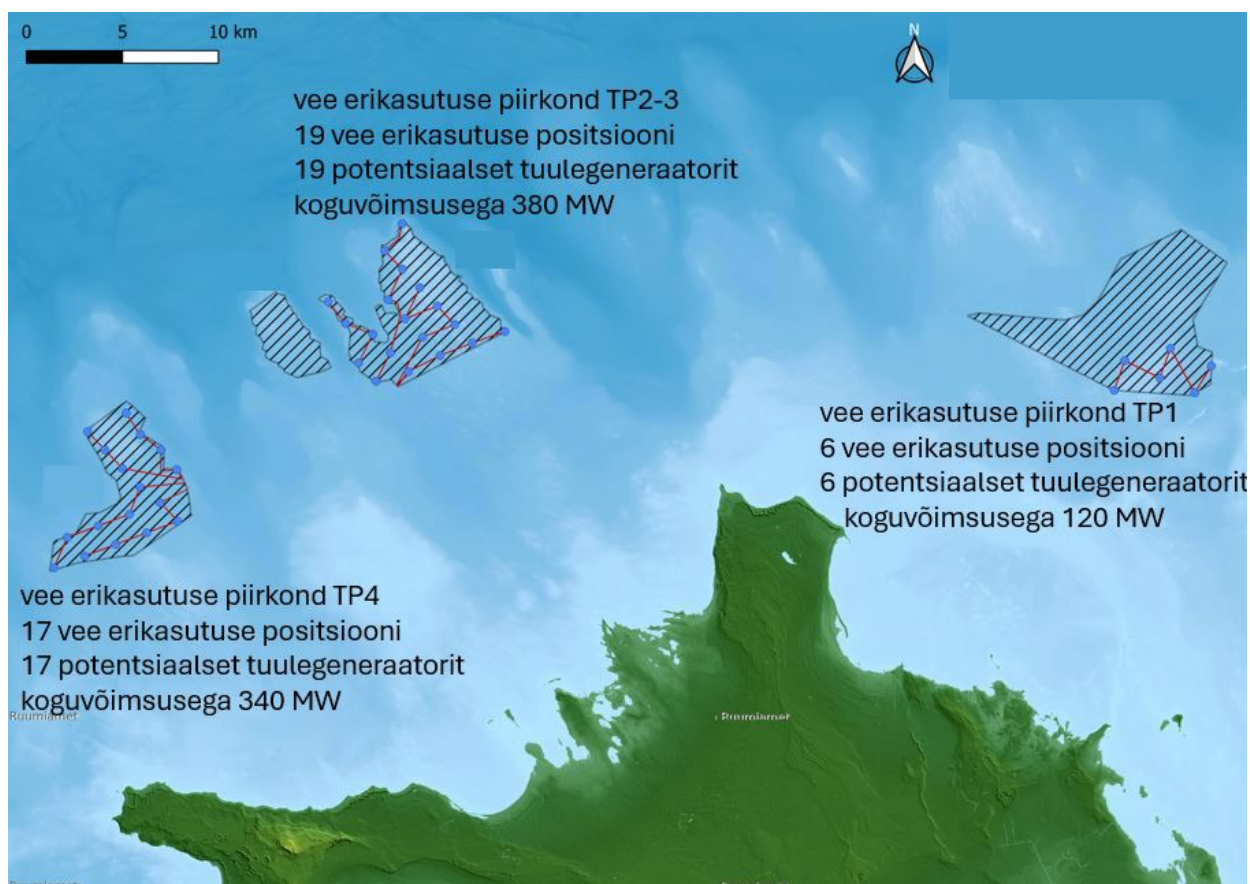 0 5 10 km
N
vee erikasutuse piirkond TP2-3
19 vee erikasutuse positsiooni
19 potentsiaalset tuulegeneraatorit
koguvõimsusega 380 MW
vee erikasutuse piirkond TP1
6 vee erikasutuse positsiooni
6 potentsiaalset tuulegeneraatorit
koguvõimsusega 120 MW
vee erikasutuse piirkond TP4
17 vee erikasutuse positsiooni
17 potentsiaalset tuulegeneraatorit
koguvõimsusega 340 MW
Ruumiamet
Ruumiamet